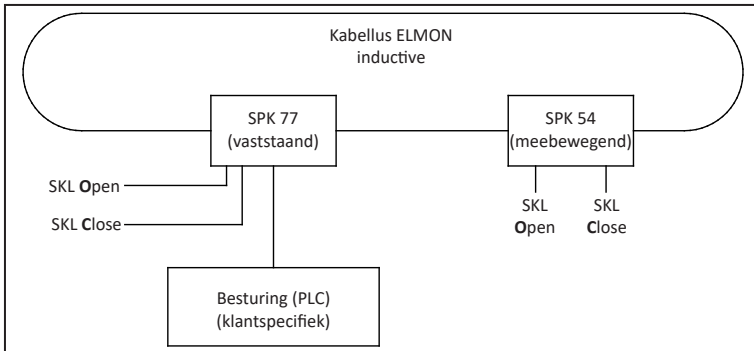 Kabellus ELMON
inductive
SPK 77
(vaststaand)
SPK 54
(meebewegend)
SKL Open
SKL Close
SKL
Open
SKL
Close
Besturing (PLC)
(klantspecifiek)